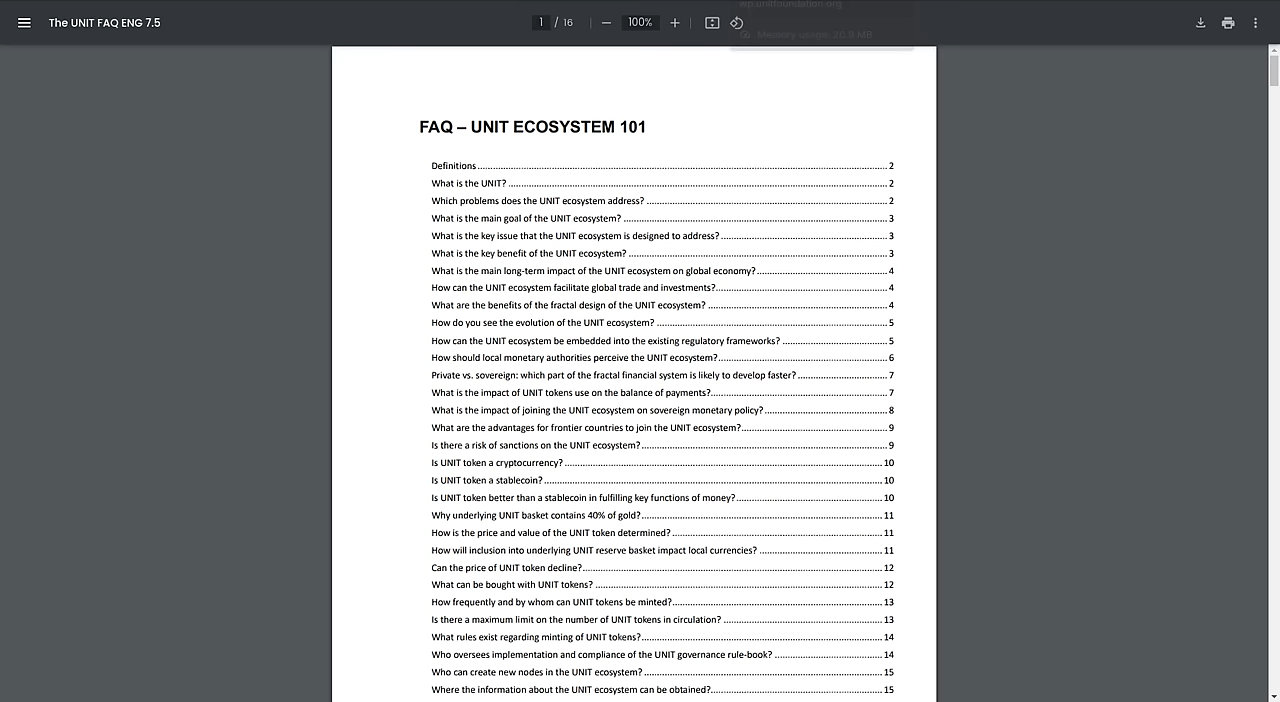 wp.unitfoundation.org
The UNIT FAQ ENG 7.5
1 / 16
100%
Memory usage: 20.8 MB
FAQ – UNIT ECOSYSTEM 101
Definitions 2
What is the UNIT? 2
Which problems does the UNIT ecosystem address? 2
What is the main goal of the UNIT ecosystem? 3
What is the key issue that the UNIT ecosystem is designed to address? 3
What is the key benefit of the UNIT ecosystem? 3
What is the main long-term impact of the UNIT ecosystem on global economy? 4
How can the UNIT ecosystem facilitate global trade and investments? 4
What are the benefits of the fractal design of the UNIT ecosystem? 4
How do you see the evolution of the UNIT ecosystem? 5
How can the UNIT ecosystem be embedded into the existing regulatory frameworks? 5
How should local monetary authorities perceive the UNIT ecosystem? 6
Private vs. sovereign: which part of the fractal financial system is likely to develop faster? 7
What is the impact of UNIT tokens use on the balance of payments? 7
What is the impact of joining the UNIT ecosystem on sovereign monetary policy? 8
What are the advantages for frontier countries to join the UNIT ecosystem? 9
Is there a risk of sanctions on the UNIT ecosystem? 9
Is UNIT token a cryptocurrency? 10
Is UNIT token a stablecoin? 10
Is UNIT token better than a stablecoin in fulfilling key functions of money? 10
Why underlying UNIT basket contains 40% of gold? 11
How is the price and value of the UNIT token determined? 11
How will inclusion into underlying UNIT reserve basket impact local currencies? 11
Can the price of UNIT token decline? 12
What can be bought with UNIT tokens? 12
How frequently and by whom can UNIT tokens be minted? 13
Is there a maximum limit on the number of UNIT tokens in circulation? 13
What rules exist regarding minting of UNIT tokens? 14
Who oversees implementation and compliance of the UNIT governance rule-book? 14
Who can create new nodes in the UNIT ecosystem? 15
Where the information about the UNIT ecosystem can be obtained? 15